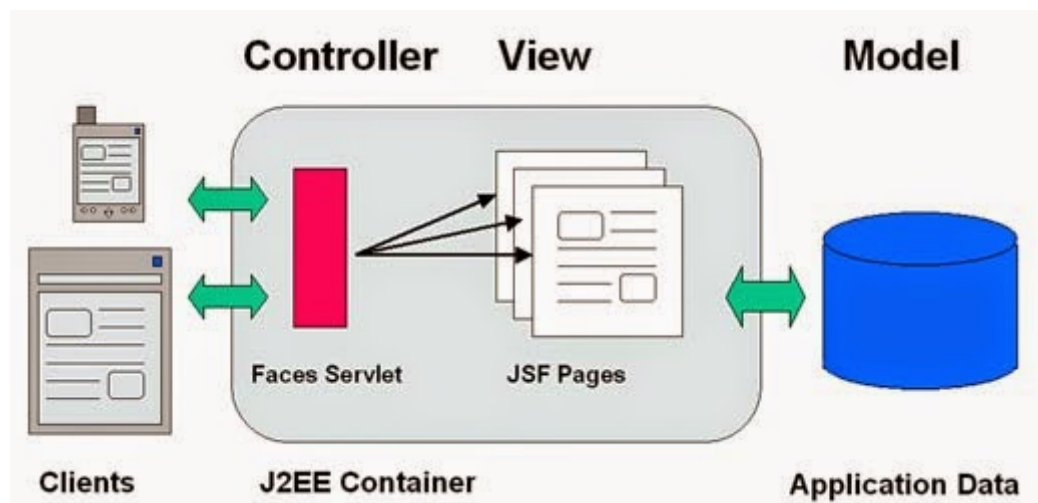 Controller
View
Model
Faces Servlet
JSF Pages
Clients
J2EE Container
Application Data